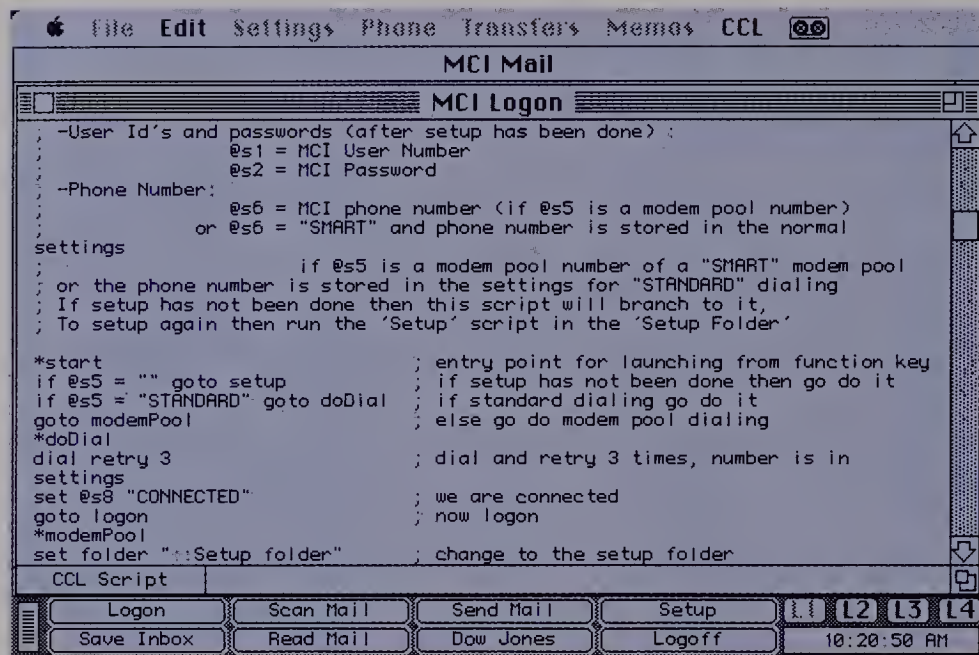 File Edit Settings Phone Transfers Memos CCL
MCI Mail
MCI Logon
; -User Id's and passwords (after setup has been done) :
; @s1 = MCI User Number
; @s2 = MCI Password
; -Phone Number:
; @s6 = MCI phone number (if @s5 is a modem pool number)
; or @s6 = "SMART" and phone number is stored in the normal
settings
; if @s5 is a modem pool number of a "SMART" modem pool
; or the phone number is stored in the settings for "STANDARD" dialing
; If setup has not been done then this script will branch to it,
; To setup again then run the 'Setup' script in the 'Setup Folder'
*start ; entry point for launching from function key
if @s5 = "" goto setup ; if setup has not been done then go do it
if @s5 = "STANDARD" goto doDial ; if standard dialing go do it
goto modemPool ; else go do modem pool dialing
*doDial
dial retry 3 ; dial and retry 3 times, number is in
settings
set @s8 "CONNECTED" ; we are connected
goto logon ; now logon
*modemPool
set folder "::Setup folder" ; change to the setup folder
CCL Script
Logon Scan Mail Send Mail Setup L1 L2 L3 L4
Save Inbox Read Mail Dow Jones Logoff 10:20:50 AM